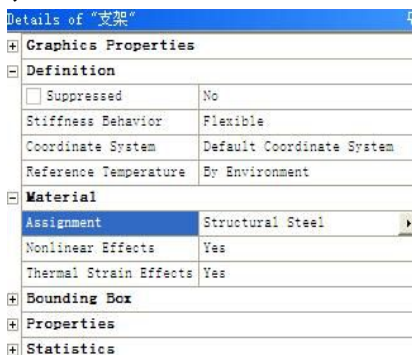 Details of "支架"
Graphics Properties
Definition
Suppressed No
Stiffness Behavior Flexible
Coordinate System Default Coordinate System
Reference Temperature By Environment
Material
Assignment Structural Steel
Nonlinear Effects Yes
Thermal Strain Effects Yes
Bounding Box
Properties
Statistics